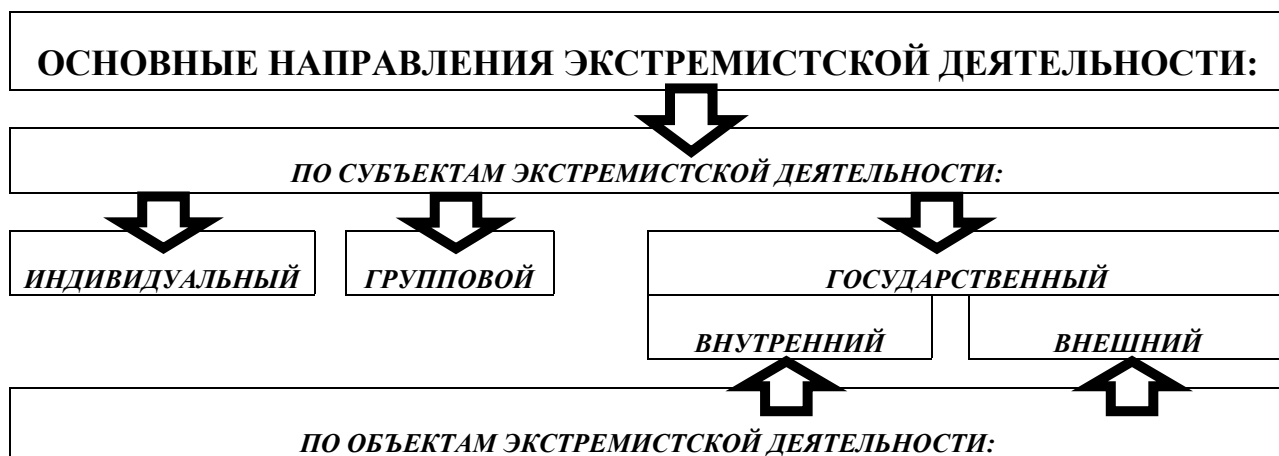 ОСНОВНЫЕ НАПРАВЛЕНИЯ ЭКСТРЕМИСТСКОЙ ДЕЯТЕЛЬНОСТИ:
ПО СУБЪЕКТАМ ЭКСТРЕМИСТСКОЙ ДЕЯТЕЛЬНОСТИ:
ИНДИВИДУАЛЬНЫЙ
ГРУППОВОЙ
ГОСУДАРСТВЕННЫЙ
ВНУТРЕННИЙ
ВНЕШНИЙ
ПО ОБЪЕКТАМ ЭКСТРЕМИСТСКОЙ ДЕЯТЕЛЬНОСТИ: